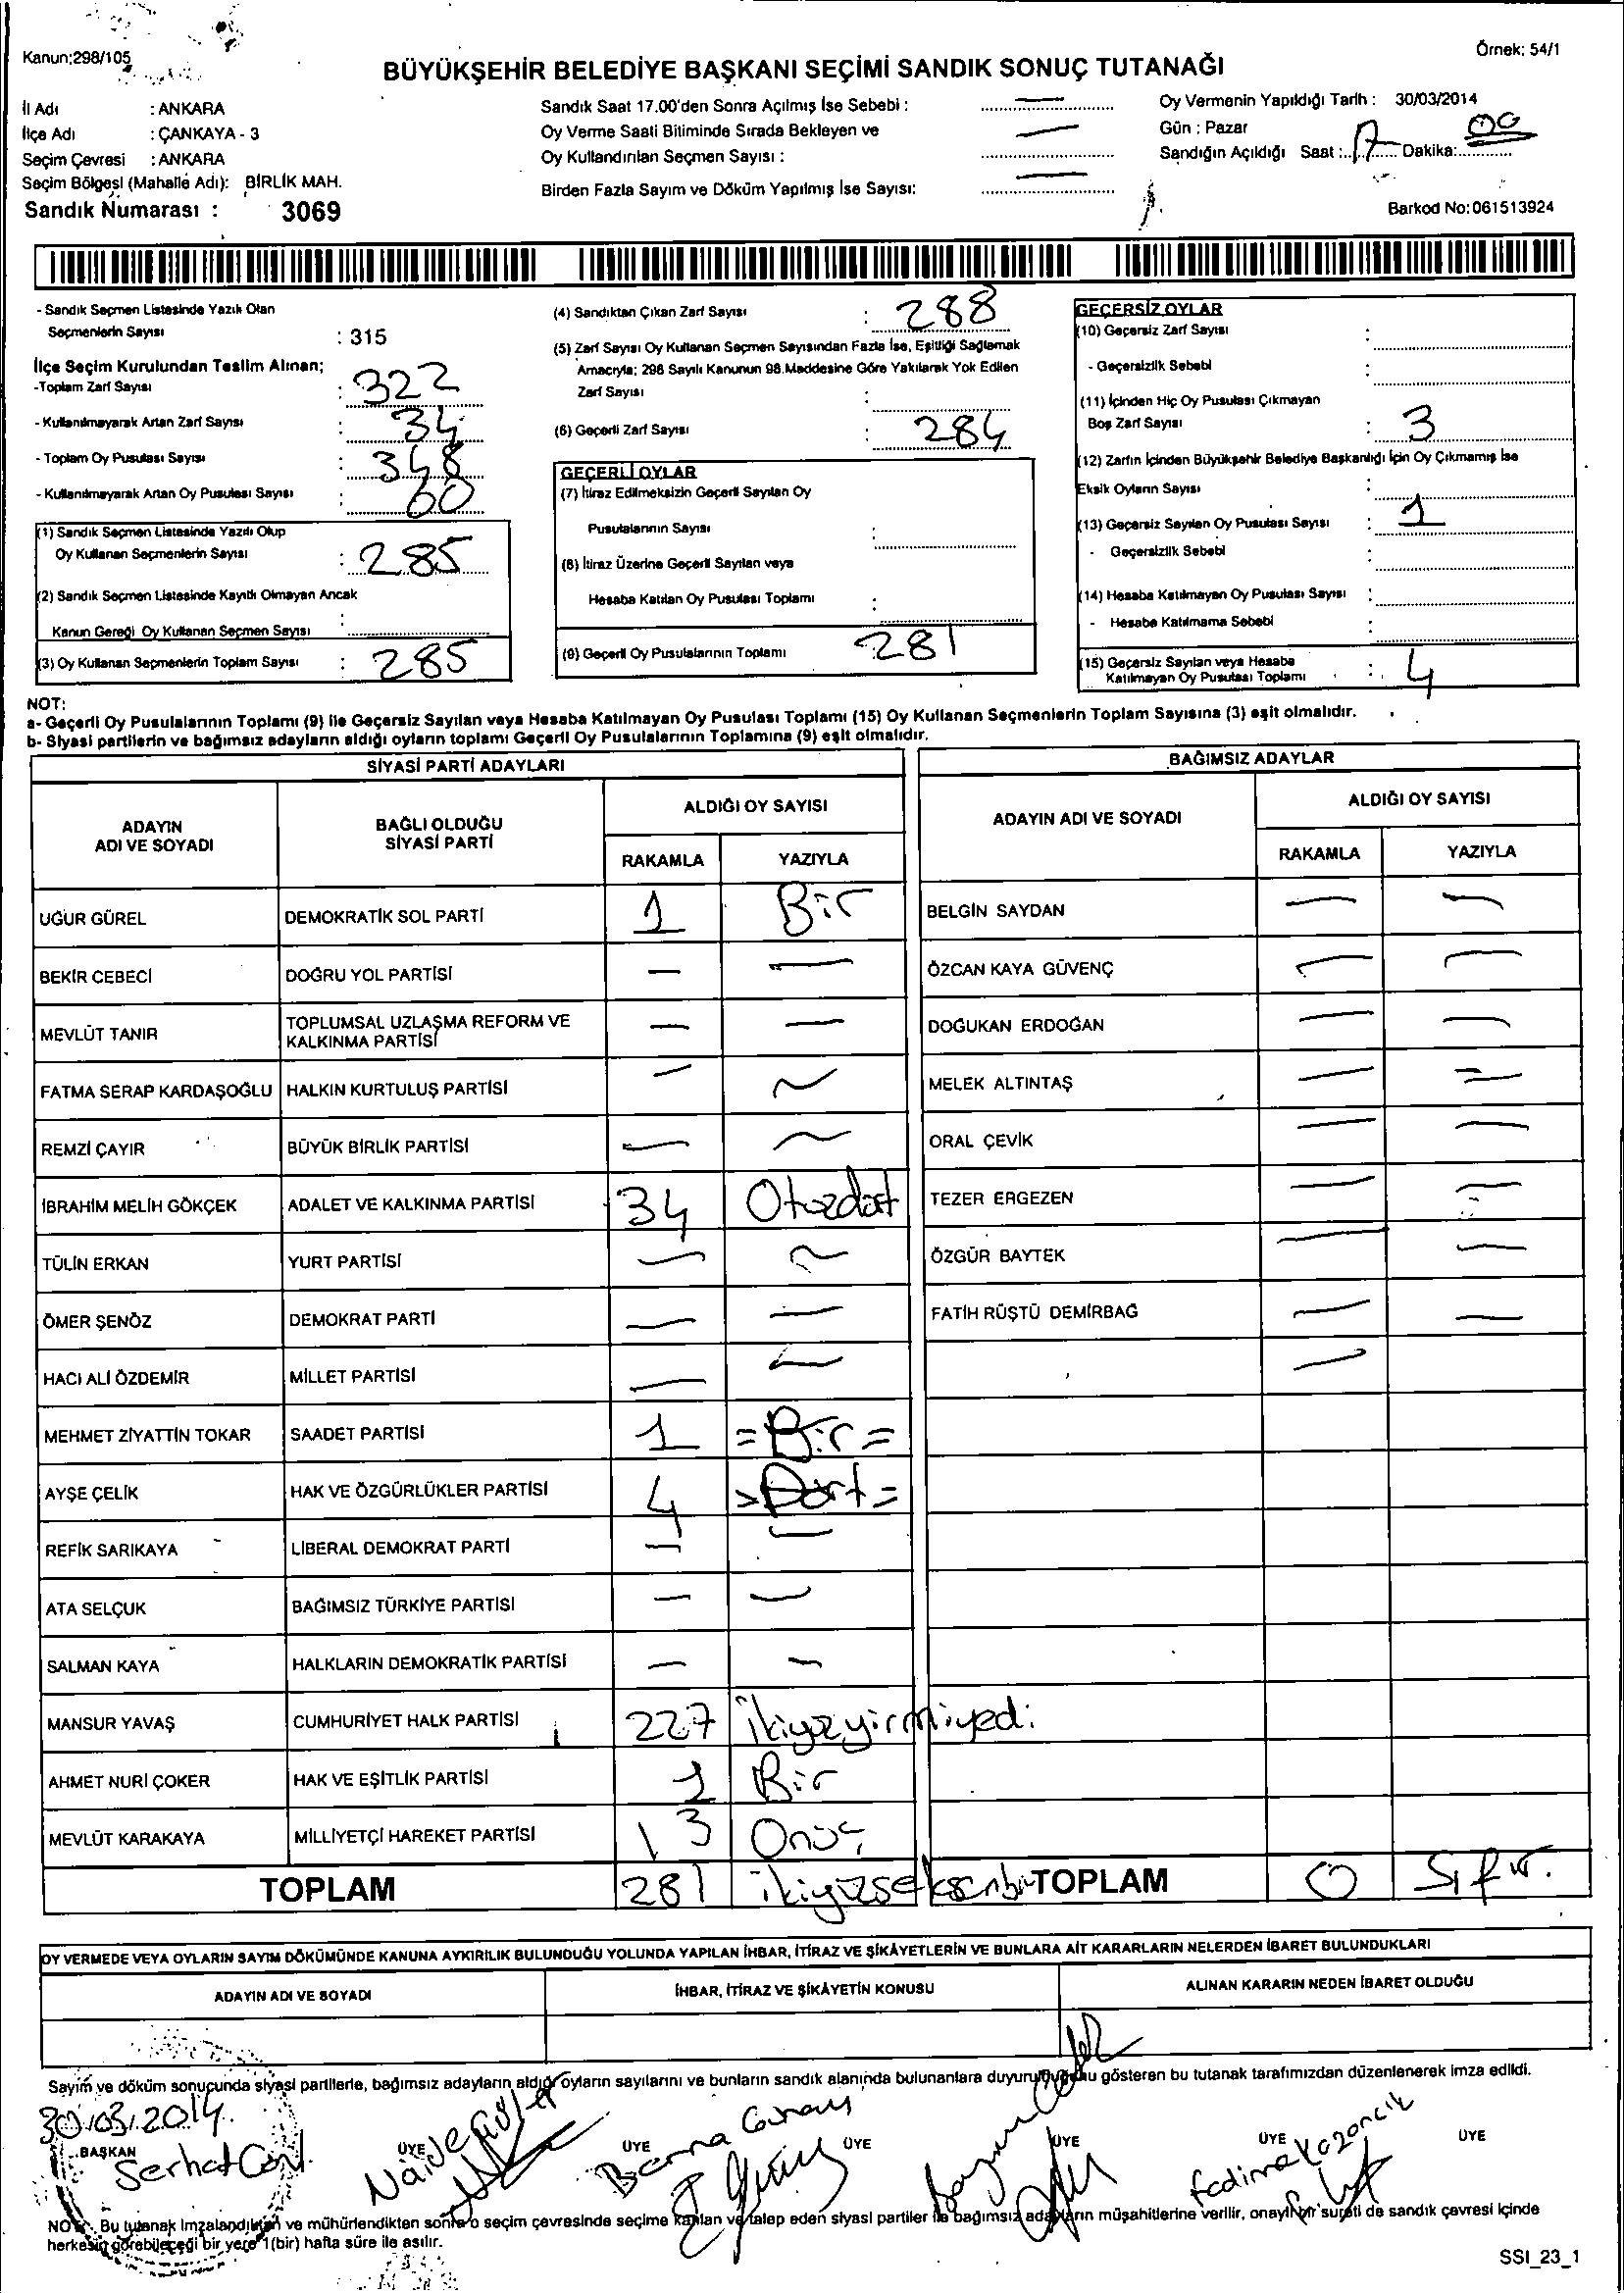 Kanun:298/105
Örnek: 54/1
BÜYÜKŞEHİR BELEDİYE BAŞKANI SEÇİMİ SANDIK SONUÇ TUTANAĞI
İl Adı : ANKARA
İlçe Adı : ÇANKAYA - 3
Seçim Çevresi : ANKARA
Seçim Bölgesi (Mahalle Adı): BİRLİK MAH.
Sandık Numarası : 3069
Sandık Saat 17.00'den Sonra Açılmış İse Sebebi : —
Oy Verme Saati Bitiminde Sırada Bekleyen ve —
Oy Kullandırılan Seçmen Sayısı :
Birden Fazla Sayım ve Döküm Yapılmış İse Sayısı: —
Oy Vermenin Yapıldığı Tarih : 30/03/2014
Gün : Pazar
Sandığın Açıldığı Saat : 17 Dakika: 00
Barkod No:061513924
- Sandık Seçmen Listesinde Yazılı Olan
Seçmenlerin Sayısı : 315
İlçe Seçim Kurulundan Teslim Alınan;
-Toplam Zarf Sayısı : 322
- Kullanılmayarak Artan Zarf Sayısı : 34
- Toplam Oy Pusulası Sayısı : 348
- Kullanılmayarak Artan Oy Pusulası Sayısı : 60
(1) Sandık Seçmen Listesinde Yazılı Olup
Oy Kullanan Seçmenlerin Sayısı : 285
(2) Sandık Seçmen Listesinde Kayıtlı Olmayan Ancak
Kanun Gereği Oy Kullanan Seçmen Sayısı :
(3) Oy Kullanan Seçmenlerin Toplam Sayısı : 285
(4) Sandıktan Çıkan Zarf Sayısı : 288
(5) Zarf Sayısı Oy Kullanan Seçmen Sayısından Fazla İse, Eşitliği Sağlamak
Amacıyla; 298 Sayılı Kanunun 98.Maddesine Göre Yakılarak Yok Edilen
Zarf Sayısı :
(6) Geçerli Zarf Sayısı : 284
GEÇERLİ OYLAR
(7) İtiraz Edilmeksizin Geçerli Sayılan Oy
Pusulalarının Sayısı :
(8) İtiraz Üzerine Geçerli Sayılan veya
Hesaba Katılan Oy Pusulası Toplamı :
(9) Geçerli Oy Pusulalarının Toplamı 281
GEÇERSİZ OYLAR
(10) Geçersiz Zarf Sayısı :
- Geçersizlik Sebebi :
(11) İçinden Hiç Oy Pusulası Çıkmayan
Boş Zarf Sayısı : 3
(12) Zarfın İçinden Büyükşehir Belediye Başkanlığı İçin Oy Çıkmamış İse
Eksik Oyların Sayısı :
(13) Geçersiz Sayılan Oy Pusulası Sayısı : 1
- Geçersizlik Sebebi :
(14) Hesaba Katılmayan Oy Pusulası Sayısı :
- Hesaba Katılmama Sebebi :
(15) Geçersiz Sayılan veya Hesaba
Katılmayan Oy Pusulası Toplamı : 4
NOT:
a- Geçerli Oy Pusulalarının Toplamı (9) ile Geçersiz Sayılan veya Hesaba Katılmayan Oy Pusulası Toplamı (15) Oy Kullanan Seçmenlerin Toplam Sayısına (3) eşit olmalıdır.
b- Siyasi partilerin ve bağımsız adayların aldığı oyların toplamı Geçerli Oy Pusulalarının Toplamına (9) eşit olmalıdır.
SİYASİ PARTİ ADAYLARI
ADAYIN ADI VE SOYADI BAĞLI OLDUĞU SİYASİ PARTİ ALDIĞI OY SAYISI
RAKAMLA YAZIYLA
UĞUR GÜREL DEMOKRATİK SOL PARTİ 1 Bir
BEKİR CEBECİ DOĞRU YOL PARTİSİ — —
MEVLÜT TANIR TOPLUMSAL UZLAŞMA REFORM VE KALKINMA PARTİSİ — —
FATMA SERAP KARDAŞOĞLU HALKIN KURTULUŞ PARTİSİ — —
REMZİ ÇAYIR BÜYÜK BİRLİK PARTİSİ — —
İBRAHİM MELİH GÖKÇEK ADALET VE KALKINMA PARTİSİ 34 Otuzdört
TÜLİN ERKAN YURT PARTİSİ — —
ÖMER ŞENÖZ DEMOKRAT PARTİ — —
HACI ALİ ÖZDEMİR MİLLET PARTİSİ — —
MEHMET ZİYATTİN TOKAR SAADET PARTİSİ 1 =Bir=
AYŞE ÇELİK HAK VE ÖZGÜRLÜKLER PARTİSİ 4 =Dört=
REFİK SARIKAYA LİBERAL DEMOKRAT PARTİ — —
ATA SELÇUK BAĞIMSIZ TÜRKİYE PARTİSİ — —
SALMAN KAYA HALKLARIN DEMOKRATİK PARTİSİ — —
MANSUR YAVAŞ CUMHURİYET HALK PARTİSİ 227 ikiyüzyirmiyedi
AHMET NURİ ÇOKER HAK VE EŞİTLİK PARTİSİ 1 Bir
MEVLÜT KARAKAYA MİLLİYETÇİ HAREKET PARTİSİ 13 Onüç
TOPLAM 281 ikiyüzseksenbir
BAĞIMSIZ ADAYLAR
ADAYIN ADI VE SOYADI ALDIĞI OY SAYISI
RAKAMLA YAZIYLA
BELGİN SAYDAN — —
ÖZCAN KAYA GÜVENÇ — —
DOĞUKAN ERDOĞAN — —
MELEK ALTINTAŞ — —
ORAL ÇEVİK — —
TEZER ERGEZEN — —
ÖZGÜR BAYTEK — —
FATİH RÜŞTÜ DEMİRBAĞ — —
—
TOPLAM 0 Sıfır.
OY VERMEDE VEYA OYLARIN SAYIM DÖKÜMÜNDE KANUNA AYKIRILIK BULUNDUĞU YOLUNDA YAPILAN İHBAR, İTİRAZ VE ŞİKÂYETLERİN VE BUNLARA AİT KARARLARIN NELERDEN İBARET BULUNDUKLARI
ADAYIN ADI VE SOYADI İHBAR, İTİRAZ VE ŞİKÂYETİN KONUSU ALINAN KARARIN NEDEN İBARET OLDUĞU
Sayım ve döküm sonucunda siyasi partilerle, bağımsız adayların aldığı oyların sayılarını ve bunların sandık alanında bulunanlara duyurulduğunu gösteren bu tutanak tarafımızdan düzenlenerek imza edildi.
30.03.2014
BAŞKAN ÜYE ÜYE ÜYE ÜYE ÜYE ÜYE
Serhat Naide Güler Berna Günay Fadime Kazancık
NOT: Bu tutanak imzalandıktan ve mühürlendikten sonra o seçim çevresinde seçime katılan ve talep eden siyasi partiler ile bağımsız adayların müşahitlerine verilir, onaylı bir sureti de sandık çevresi içinde
herkesin görebileceği bir yere 1(bir) hafta süre ile asılır.
SSI_23_1